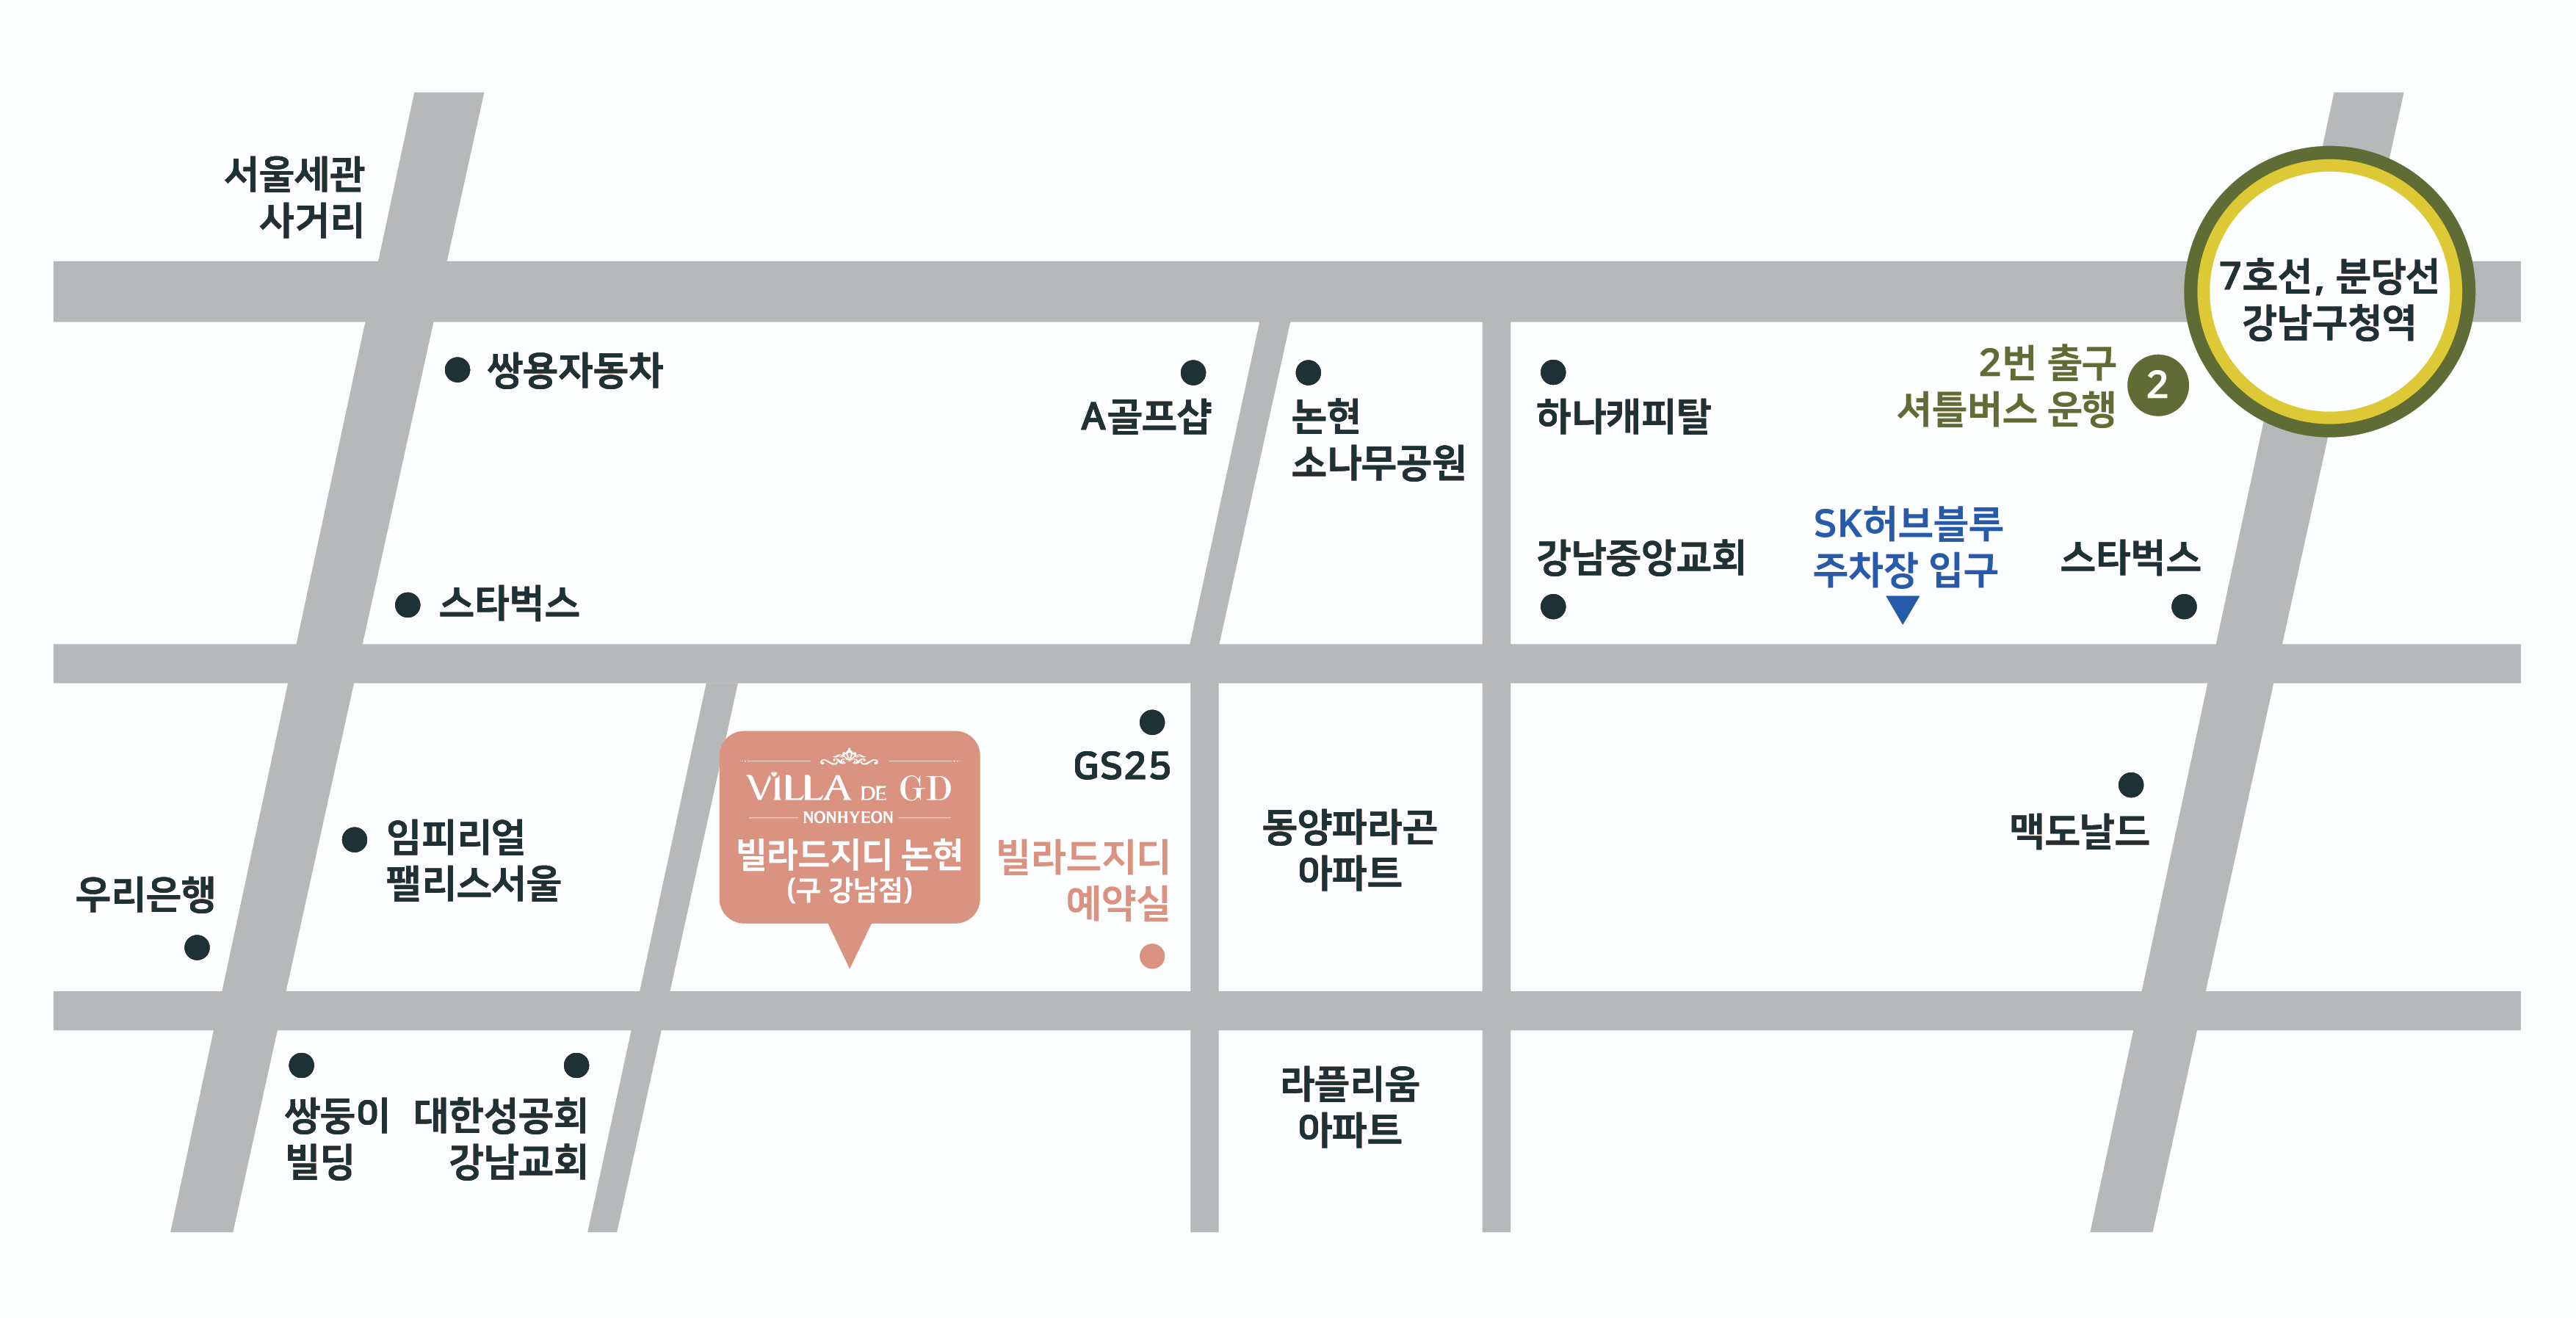 서울세관
사거리
7호선, 분당선
강남구청역
쌍용자동차
A골프샵
논현
소나무공원
하나캐피탈
2번 출구
셔틀버스 운행
2
스타벅스
강남중앙교회
SK허브블루
주차장 입구
스타벅스
GS25
VILLA DE GD
NONHYEON
빌라드지디 논현
(구 강남점)
빌라드지디
예약실
임피리얼
팰리스서울
우리은행
동양파라곤
아파트
맥도날드
쌍둥이
빌딩
대한성공회
강남교회
라플리움
아파트